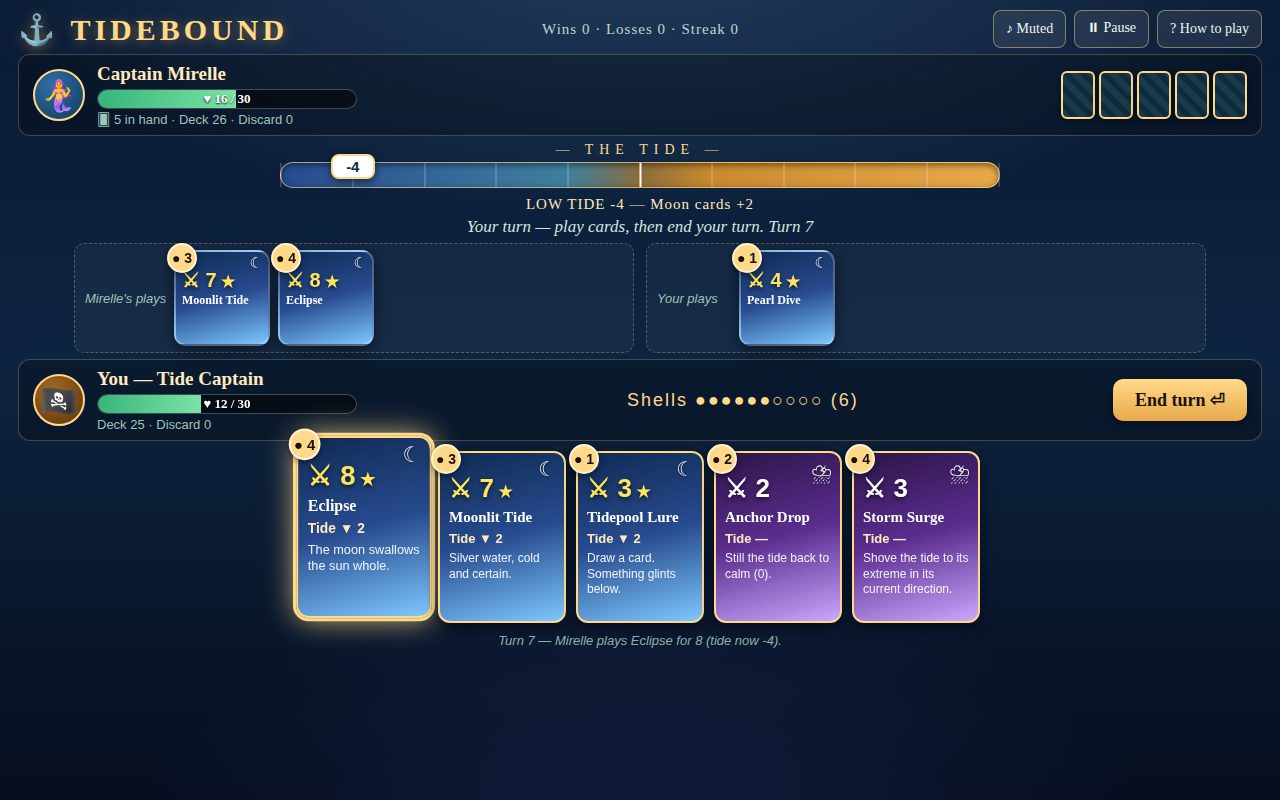 TIDEBOUND
Wins 0 · Losses 0 · Streak 0
♪ Muted
⏸ Pause
? How to play
Captain Mirelle
♥ 16 / 30
5 in hand · Deck 26 · Discard 0
— THE TIDE —
-4
LOW TIDE -4 — Moon cards +2
Your turn — play cards, then end your turn. Turn 7
Mirelle's plays
● 3
⚔ 7 ★
Moonlit Tide
● 4
⚔ 8 ★
Eclipse
Your plays
● 1
⚔ 4 ★
Pearl Dive
You — Tide Captain
♥ 12 / 30
Deck 25 · Discard 0
Shells ●●●●●●○○○○ (6)
End turn ⏎
● 4
⚔ 8 ★
Eclipse
Tide ▼ 2
The moon swallows
the sun whole.
● 3
⚔ 7 ★
Moonlit Tide
Tide ▼ 2
Silver water, cold
and certain.
● 1
⚔ 3 ★
Tidepool Lure
Tide ▼ 2
Draw a card.
Something glints
below.
● 2
⚔ 2
Anchor Drop
Tide —
Still the tide back to
calm (0).
● 4
⚔ 3
Storm Surge
Tide —
Shove the tide to its
extreme in its
current direction.
Turn 7 — Mirelle plays Eclipse for 8 (tide now -4).